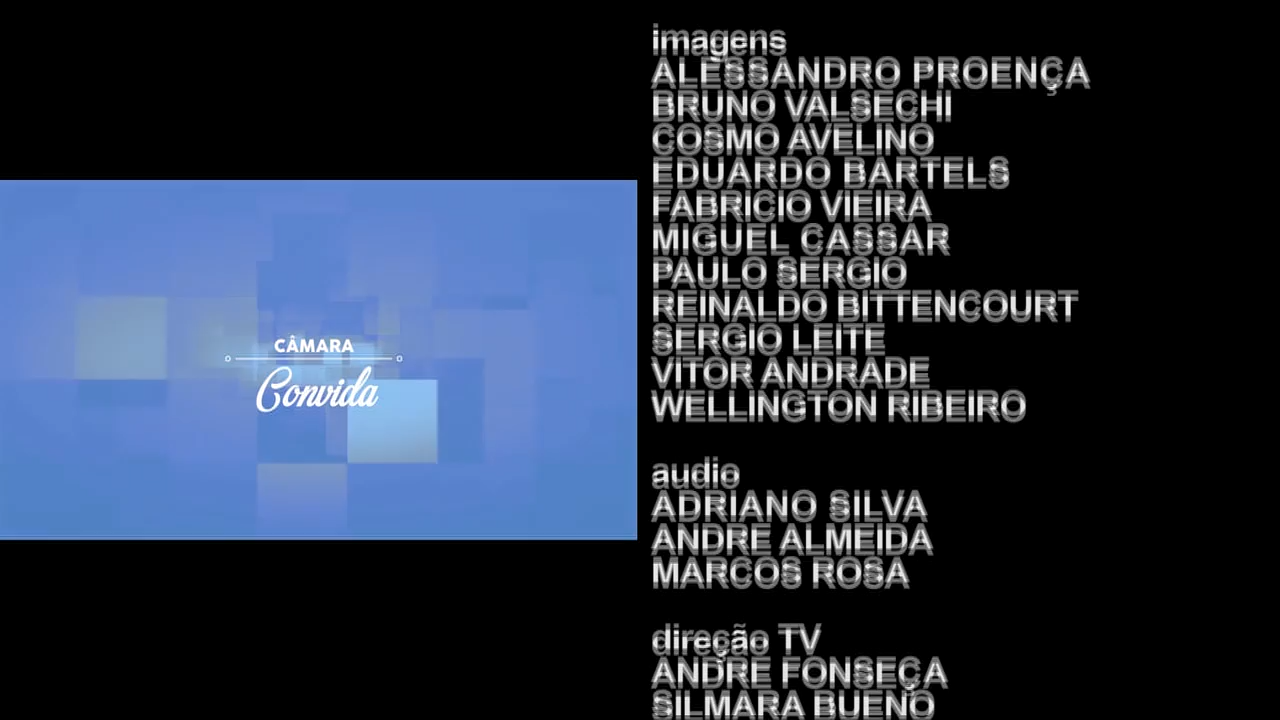 CÂMARA
Convida
imagens
ALESSANDRO PROENÇA
BRUNO VALSECHI
COSMO AVELINO
EDUARDO BARTELS
FABRICIO VIEIRA
MIGUEL CASSAR
PAULO SERGIO
REINALDO BITTENCOURT
SERGIO LEITE
VITOR ANDRADE
WELLINGTON RIBEIRO
audio
ADRIANO SILVA
ANDRE ALMEIDA
MARCOS ROSA
direção TV
ANDRE FONSEÇA
SILMARA BUENO